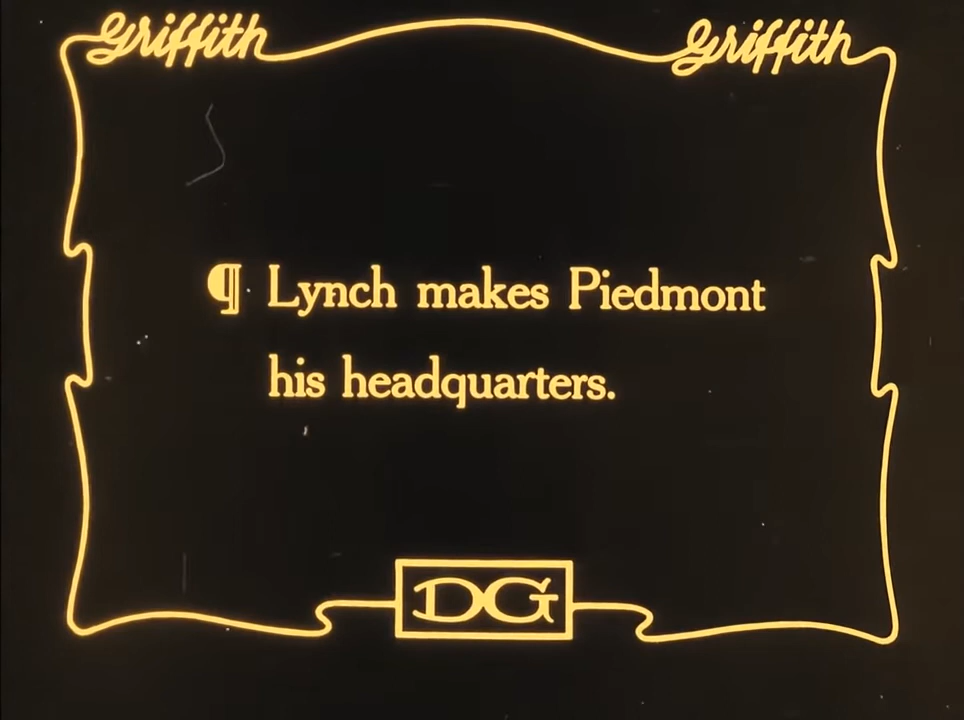 Griffith Griffith
¶ Lynch makes Piedmont
his headquarters.
DG